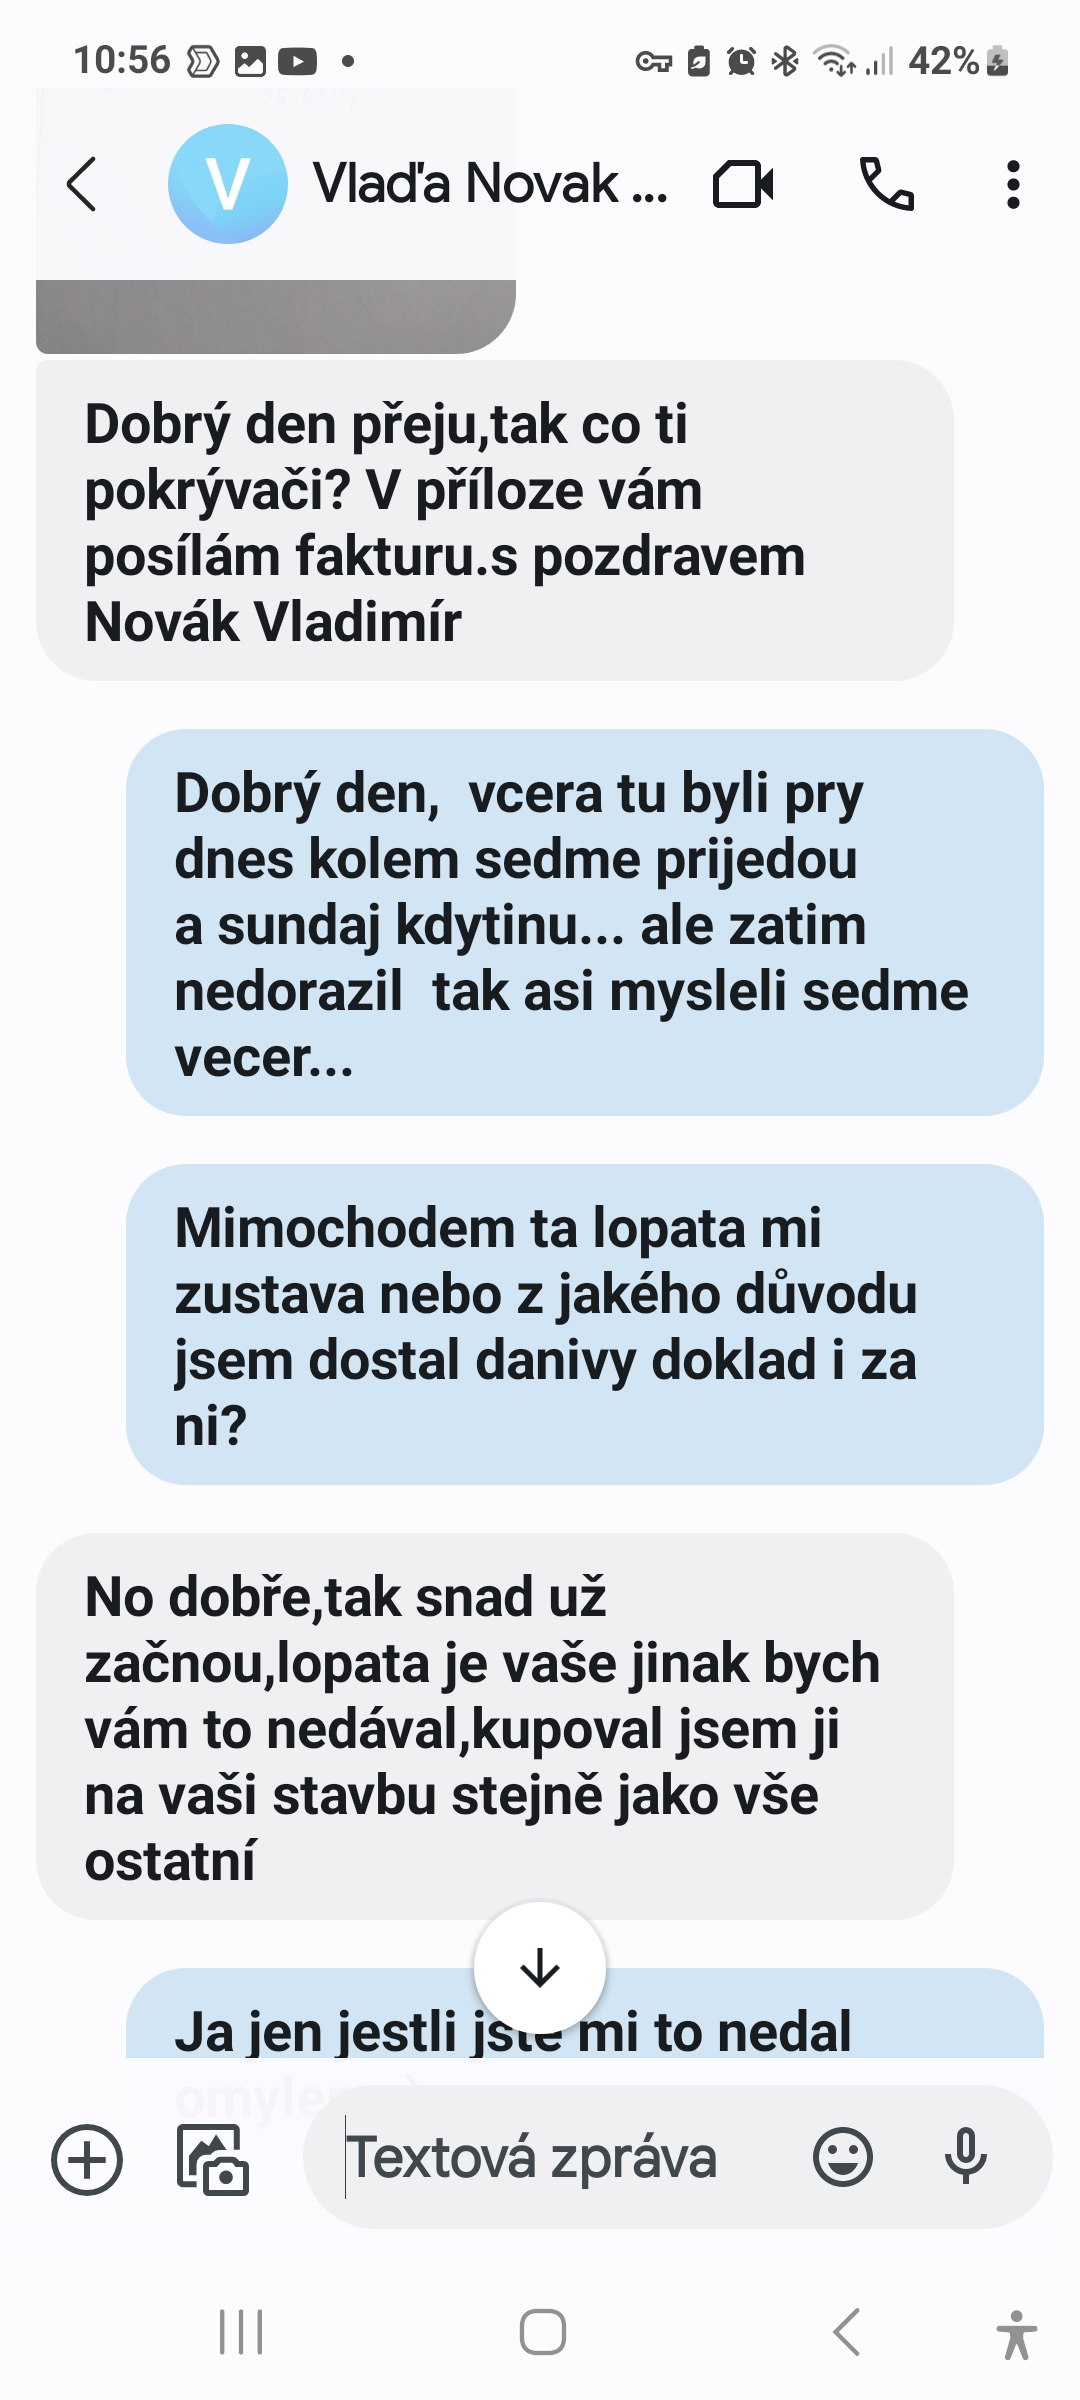 10:56
42%
V
Vlaďa Novak ...
Dobrý den přeju,tak co ti
pokrývači? V příloze vám
posílám fakturu.s pozdravem
Novák Vladimír
Dobrý den,  vcera tu byli pry
dnes kolem sedme prijedou
a sundaj kdytinu... ale zatim
nedorazil  tak asi mysleli sedme
vecer...
Mimochodem ta lopata mi
zustava nebo z jakého důvodu
jsem dostal danivy doklad i za
ni?
No dobře,tak snad už
začnou,lopata je vaše jinak bych
vám to nedával,kupoval jsem ji
na vaši stavbu stejně jako vše
ostatní
Ja jen jestli jste mi to nedal
Textová zpráva